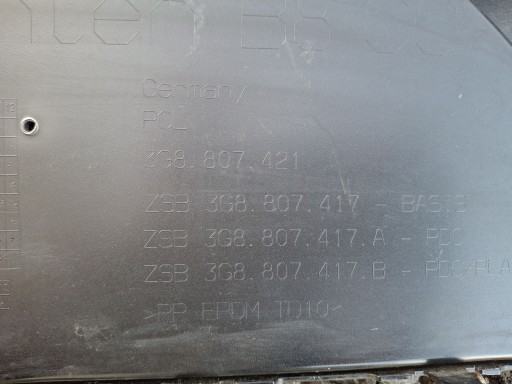 Germany
PC_
3G8.807.421
ZSB 3G8.807.417 - BASIS
ZSB 3G8.807.417.A - PDC
ZSB 3G8.807.417.B - PDC/PLA
>PP EPDM TD10<